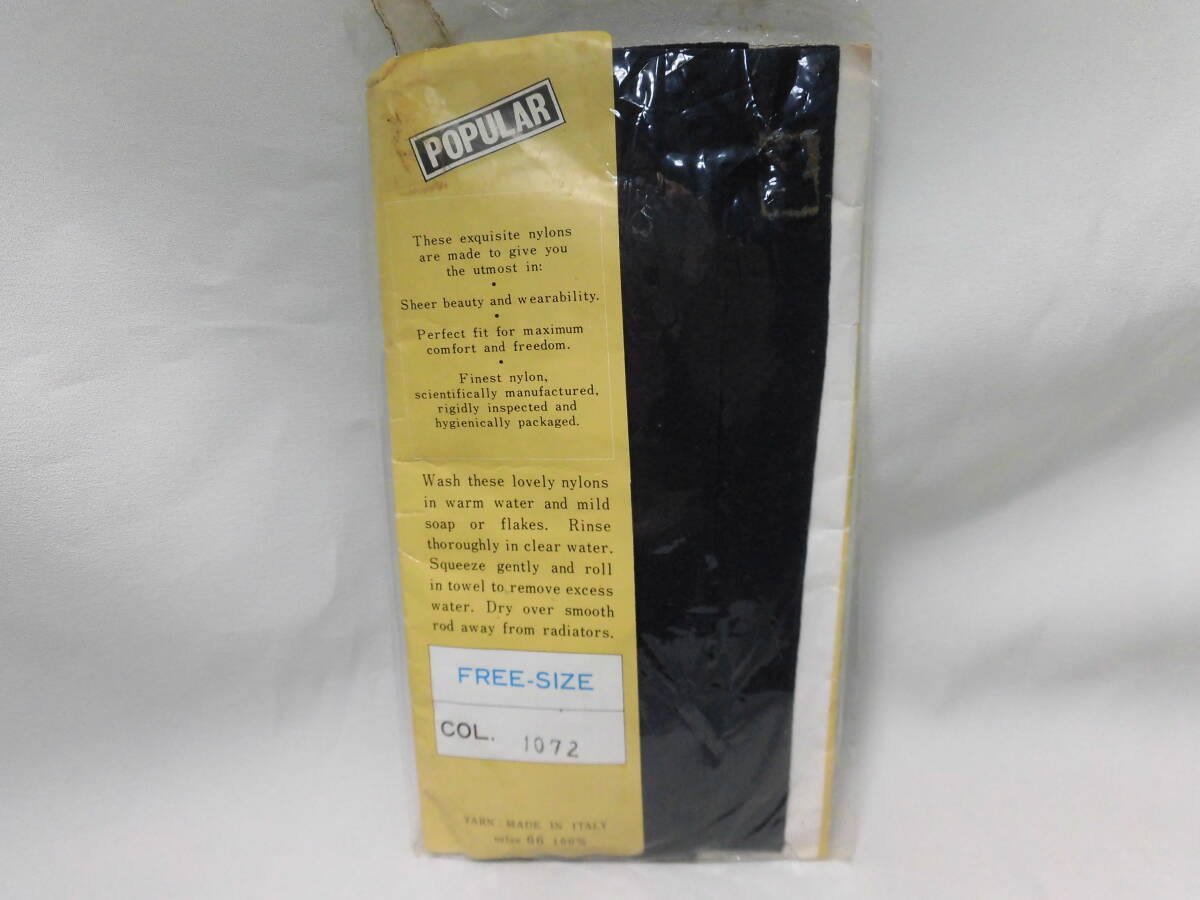 POPULAR
These exquisite nylons
are made to give you
the utmost in:
•
Sheer beauty and wearability.
•
Perfect fit for maximum
comfort and freedom.
•
Finest nylon,
scientifically manufactured,
rigidly inspected and
hygienically packaged.
Wash these lovely nylons
in warm water and mild
soap or flakes. Rinse
thoroughly in clear water.
Squeeze gently and roll
in towel to remove excess
water. Dry over smooth
rod away from radiators.
FREE-SIZE
COL. 1072
YARN: MADE IN ITALY
66 100%